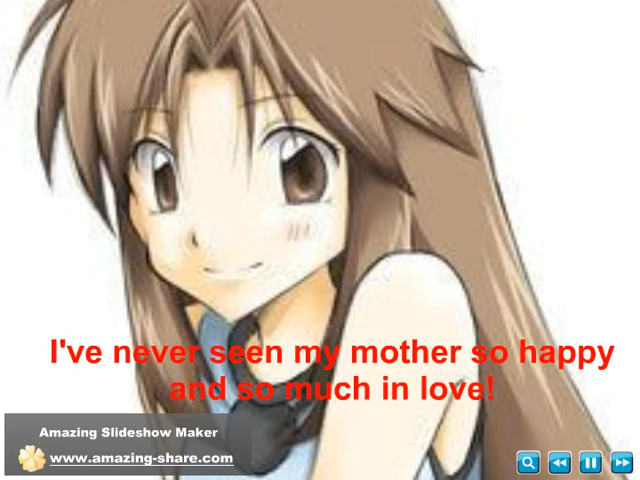 I've never seen my mother so happy
and so much in love!
Amazing Slideshow Maker
www.amazing-share.com